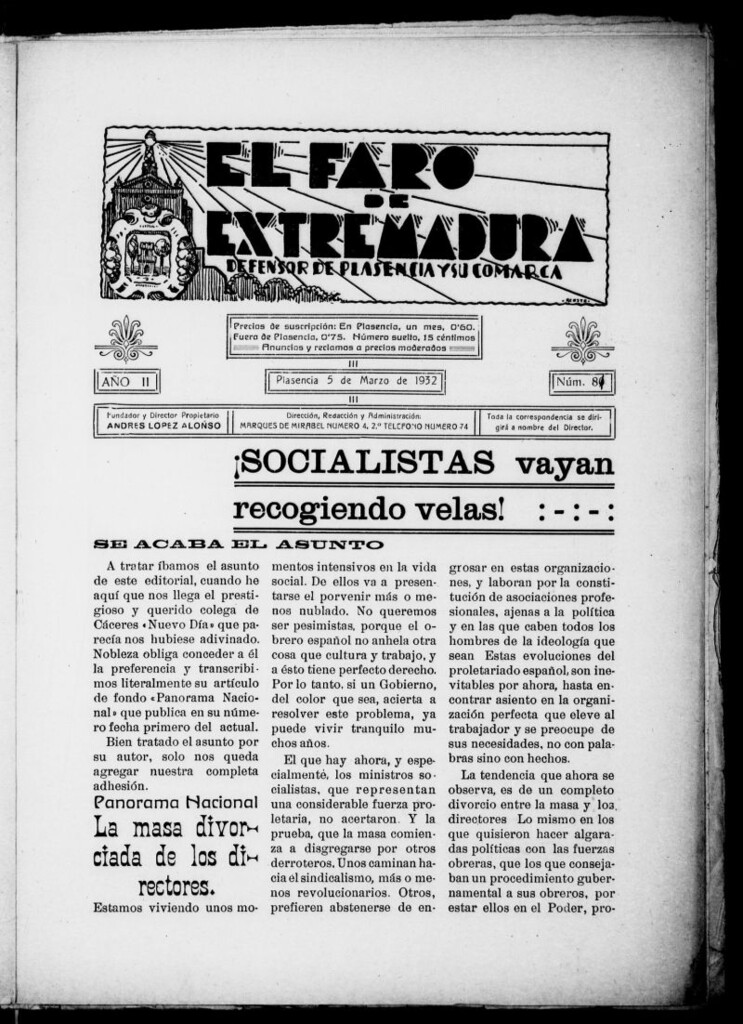 EL FARO
DE
EXTREMADURA
DEFENSOR DE PLASENCIA Y SU COMARCA
Precios de suscripción: En Plasencia, un mes, 0'60.
Fuera de Plasencia, 0'75. Número suelto, 15 céntimos
Anuncios y reclamos a precios moderados
AÑO II
Plasencia 5 de Marzo de 1932
Núm. 8
Fundador y Director Propietario
ANDRES LOPEZ ALONSO
Dirección, Redacción y Administración:
MARQUES DE MIRABEL NUMERO 4, 2.º TELEFONO NUMERO 74
Toda la correspondencia se diri-
girá a nombre del Director.
¡SOCIALISTAS vayan
recogiendo velas! :-:-:
SE ACABA EL ASUNTO
A tratar íbamos el asunto
de este editorial, cuando he
aquí que nos llega el presti-
gioso y querido colega de
Cáceres «Nuevo Día» que pa-
recía nos hubiese adivinado.
Nobleza obliga conceder a él
la preferencia y transcribi-
mos literalmente su artículo
de fondo «Panorama Nacio-
nal» que publica en su núme-
ro fecha primero del actual.
Bien tratado el asunto por
su autor, solo nos queda
agregar nuestra completa
adhesión.
Panorama Nacional
La masa divor-
ciada de los di-
rectores.
Estamos viviendo unos mo-
mentos intensivos en la vida
social. De ellos va a presen-
tarse el porvenir más o me-
nos nublado. No queremos
ser pesimistas, porque el o-
brero español no anhela otra
cosa que cultura y trabajo, y
a ésto tiene perfecto derecho.
Por lo tanto, si un Gobierno,
del color que sea, acierta a
resolver este problema, ya
puede vivir tranquilo mu-
chos años.
El que hay ahora, y espe-
cialmente, los ministros so-
cialistas, que representan
una considerable fuerza pro-
letaria, no acertaron. Y la
prueba, que la masa comien-
za a disgregarse por otros
derroteros. Unos caminan ha-
cia el sindicalismo, más o me-
nos revolucionarios. Otros,
prefieren abstenerse de en-
grosar en estas organizacio-
nes, y laboran por la consti-
tución de asociaciones profe-
sionales, ajenas a la política
y en las que caben todos los
hombres de la ideología que
sean Estas evoluciones del
proletariado español, son ine-
vitables por ahora, hasta en-
contrar asiento en la organi-
zación perfecta que eleve al
trabajador y se preocupe de
sus necesidades, no con pala-
bras sino con hechos.
La tendencia que ahora se
observa, es de un completo
divorcio entre la masa y los
directores Lo mismo en los
que quisieron hacer algara-
das políticas con las fuerzas
obreras, que los que conseja-
ban un procedimiento guber-
namental a sus obreros, por
estar ellos en el Poder, pro-